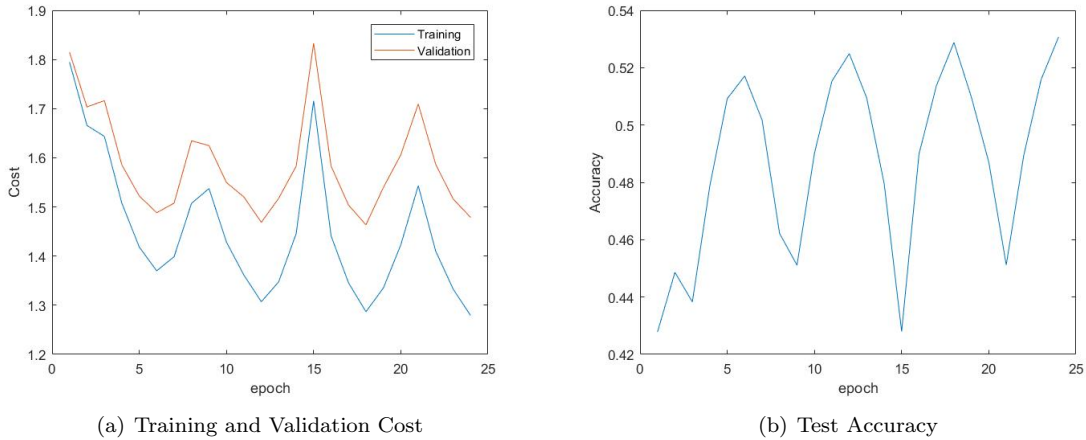 1.9
1.8
1.7
1.6
1.5
1.4
1.3
1.2
Cost
0 5 10 15 20 25
epoch
Training
Validation
(a) Training and Validation Cost
0.54
0.52
0.5
0.48
0.46
0.44
0.42
Accuracy
0 5 10 15 20 25
epoch
(b) Test Accuracy